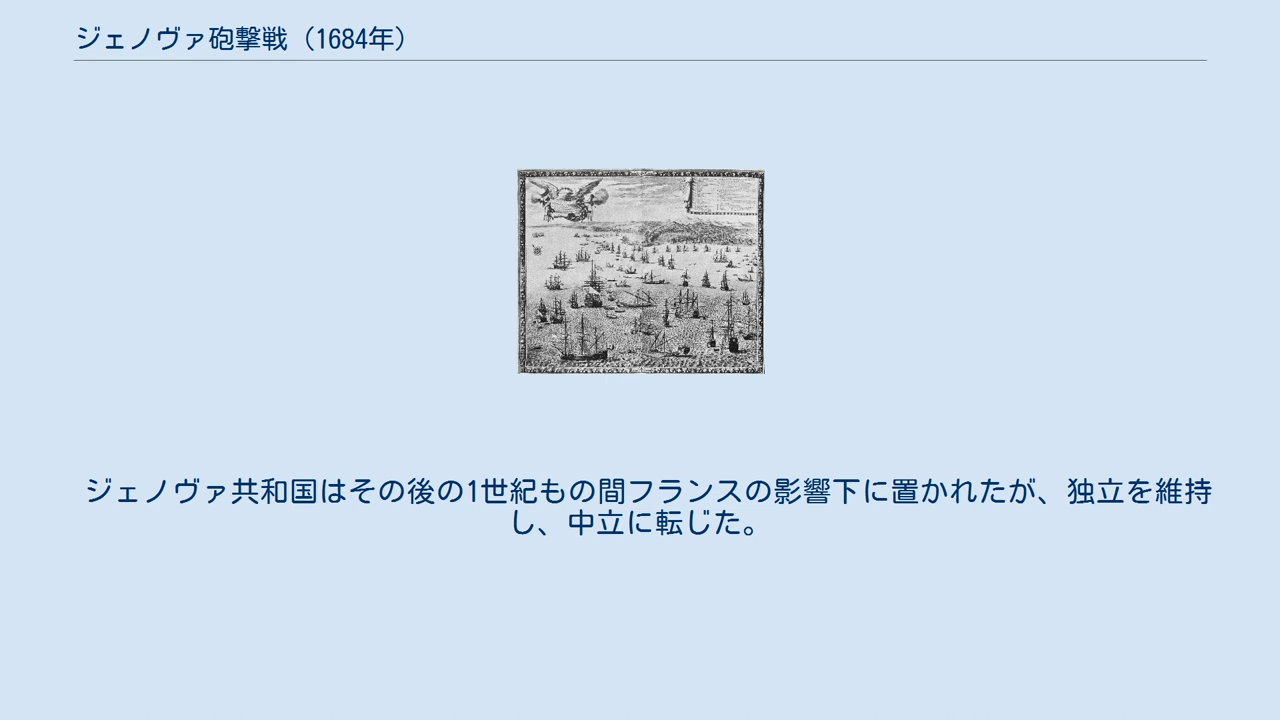 ジェノヴァ砲撃戦（1684年）
ジェノヴァ共和国はその後の1世紀もの間フランスの影響下に置かれたが、独立を維持
し、中立に転じた。